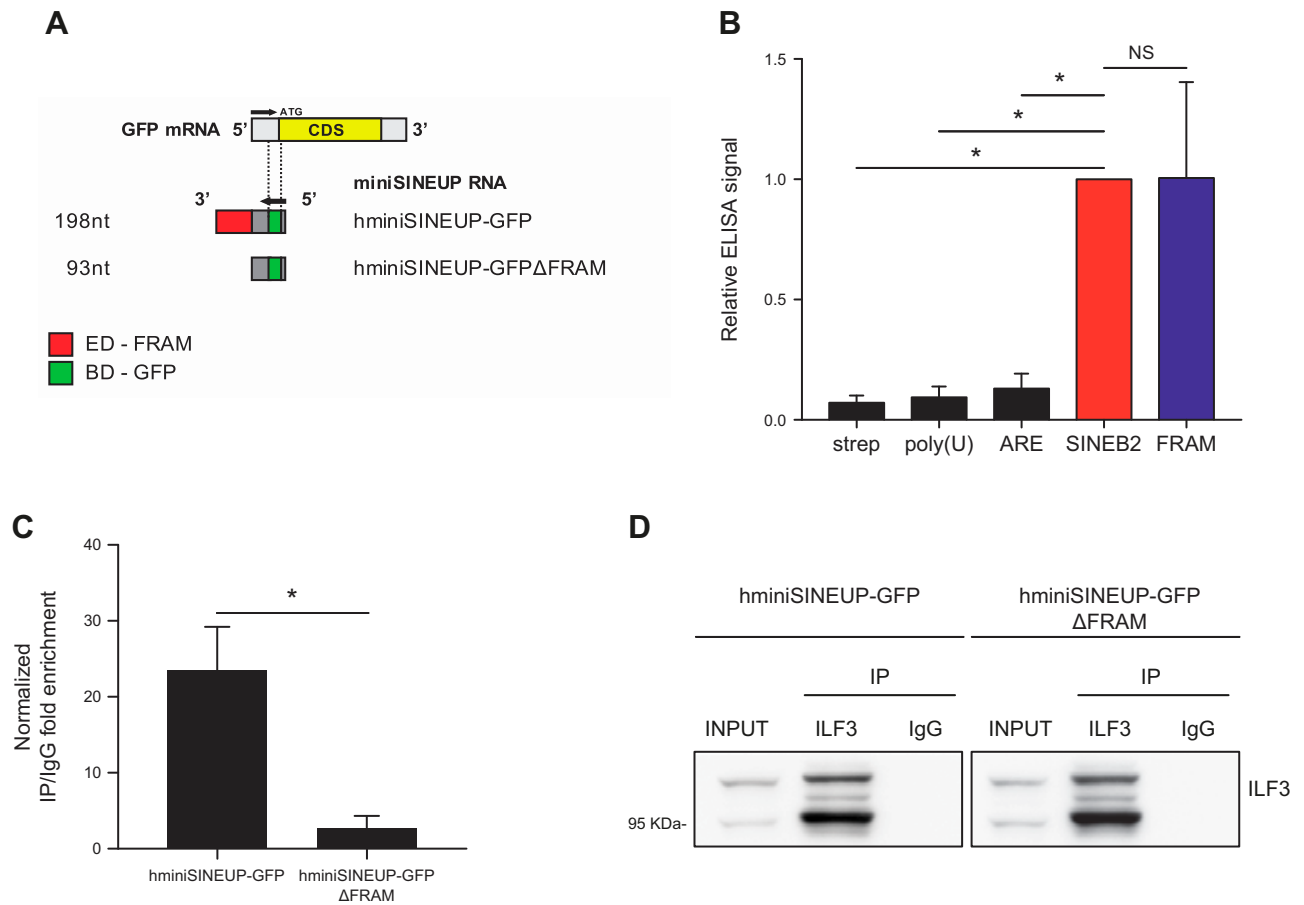 A
ATG
GFP mRNA 5’ CDS 3’
miniSINEUP RNA
3’ 5’
198nt hminiSINEUP-GFP
93nt hminiSINEUP-GFPΔFRAM
ED - FRAM
BD - GFP
B
Relative ELISA signal
1.5
1.0
0.5
0.0
NS
*
*
*
strep poly(U) ARE SINEB2 FRAM
C
Normalized
IP/IgG fold enrichment
40
30
20
10
0
*
hminiSINEUP-GFP
hminiSINEUP-GFP
ΔFRAM
D
hminiSINEUP-GFP
hminiSINEUP-GFP
ΔFRAM
IP IP
INPUT ILF3 IgG INPUT ILF3 IgG
ILF3
95 KDa-